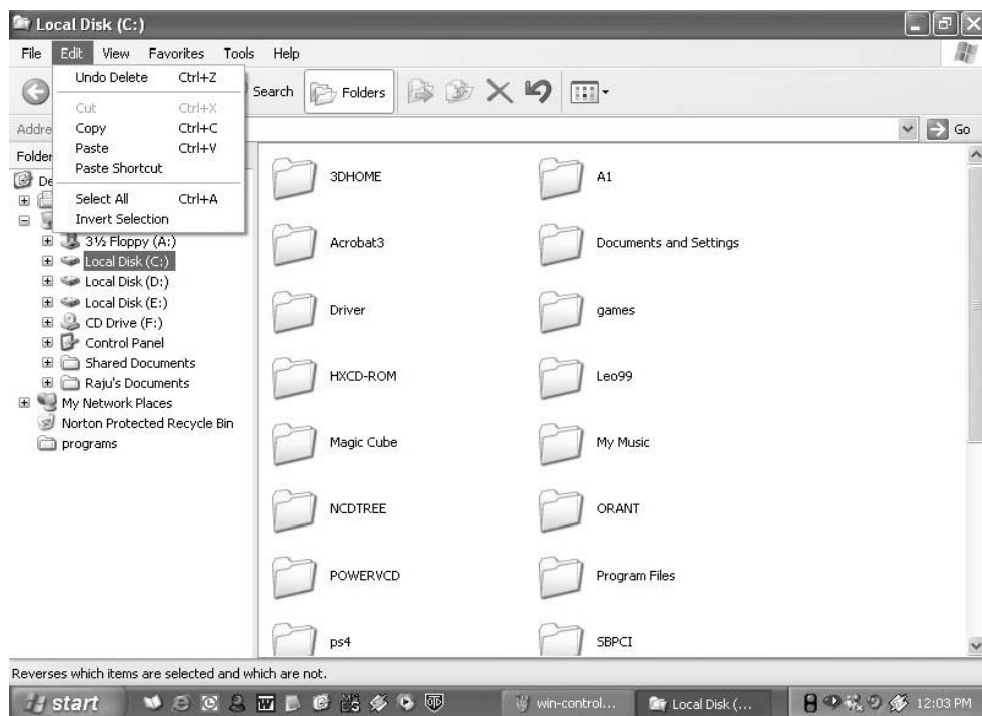 Local Disk (C:)
File Edit View Favorites Tools Help
Undo Delete Ctrl+Z
Cut Ctrl+X
Copy Ctrl+C
Paste Ctrl+V
Paste Shortcut
Select All Ctrl+A
Invert Selection
Search Folders
Addre
Go
Folder
De
3½ Floppy (A:)
Local Disk (C:)
Local Disk (D:)
Local Disk (E:)
CD Drive (F:)
Control Panel
Shared Documents
Raju's Documents
My Network Places
Norton Protected Recycle Bin
programs
3DHOME A1
Acrobat3 Documents and Settings
Driver games
HXCD-ROM Leo99
Magic Cube My Music
NCDTREE ORANT
POWERVCD Program Files
ps4 SBPCI
Reverses which items are selected and which are not.
start win-control... Local Disk (... 12:03 PM